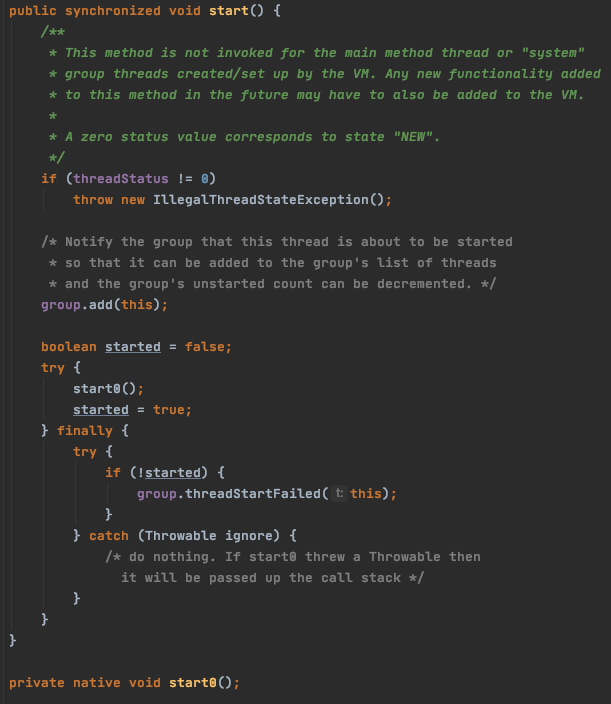 public synchronized void start() {
/**
* This method is not invoked for the main method thread or "system"
* group threads created/set up by the VM. Any new functionality added
* to this method in the future may have to also be added to the VM.
*
* A zero status value corresponds to state "NEW".
*/
if (threadStatus != 0)
throw new IllegalThreadStateException();
/* Notify the group that this thread is about to be started
* so that it can be added to the group's list of threads
* and the group's unstarted count can be decremented. */
group.add(this);
boolean started = false;
try {
start0();
started = true;
} finally {
try {
if (!started) {
group.threadStartFailed( t: this);
}
} catch (Throwable ignore) {
/* do nothing. If start0 threw a Throwable then
it will be passed up the call stack */
}
}
}
private native void start0();